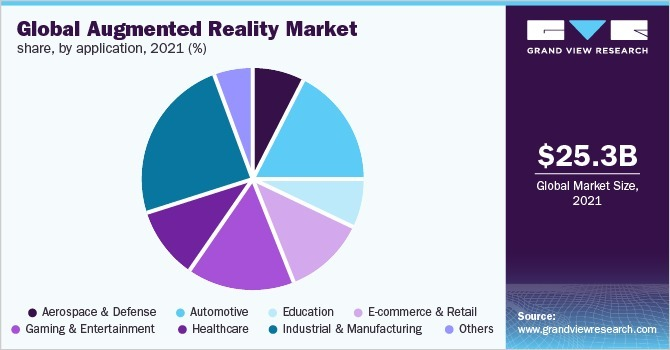 Global Augmented Reality Market
share, by application, 2021 (%)
GRAND VIEW RESEARCH
$25.3B
Global Market Size,
2021
Aerospace & Defense Automotive Education E-commerce & Retail
Gaming & Entertainment Healthcare Industrial & Manufacturing Others
Source:
www.grandviewresearch.com